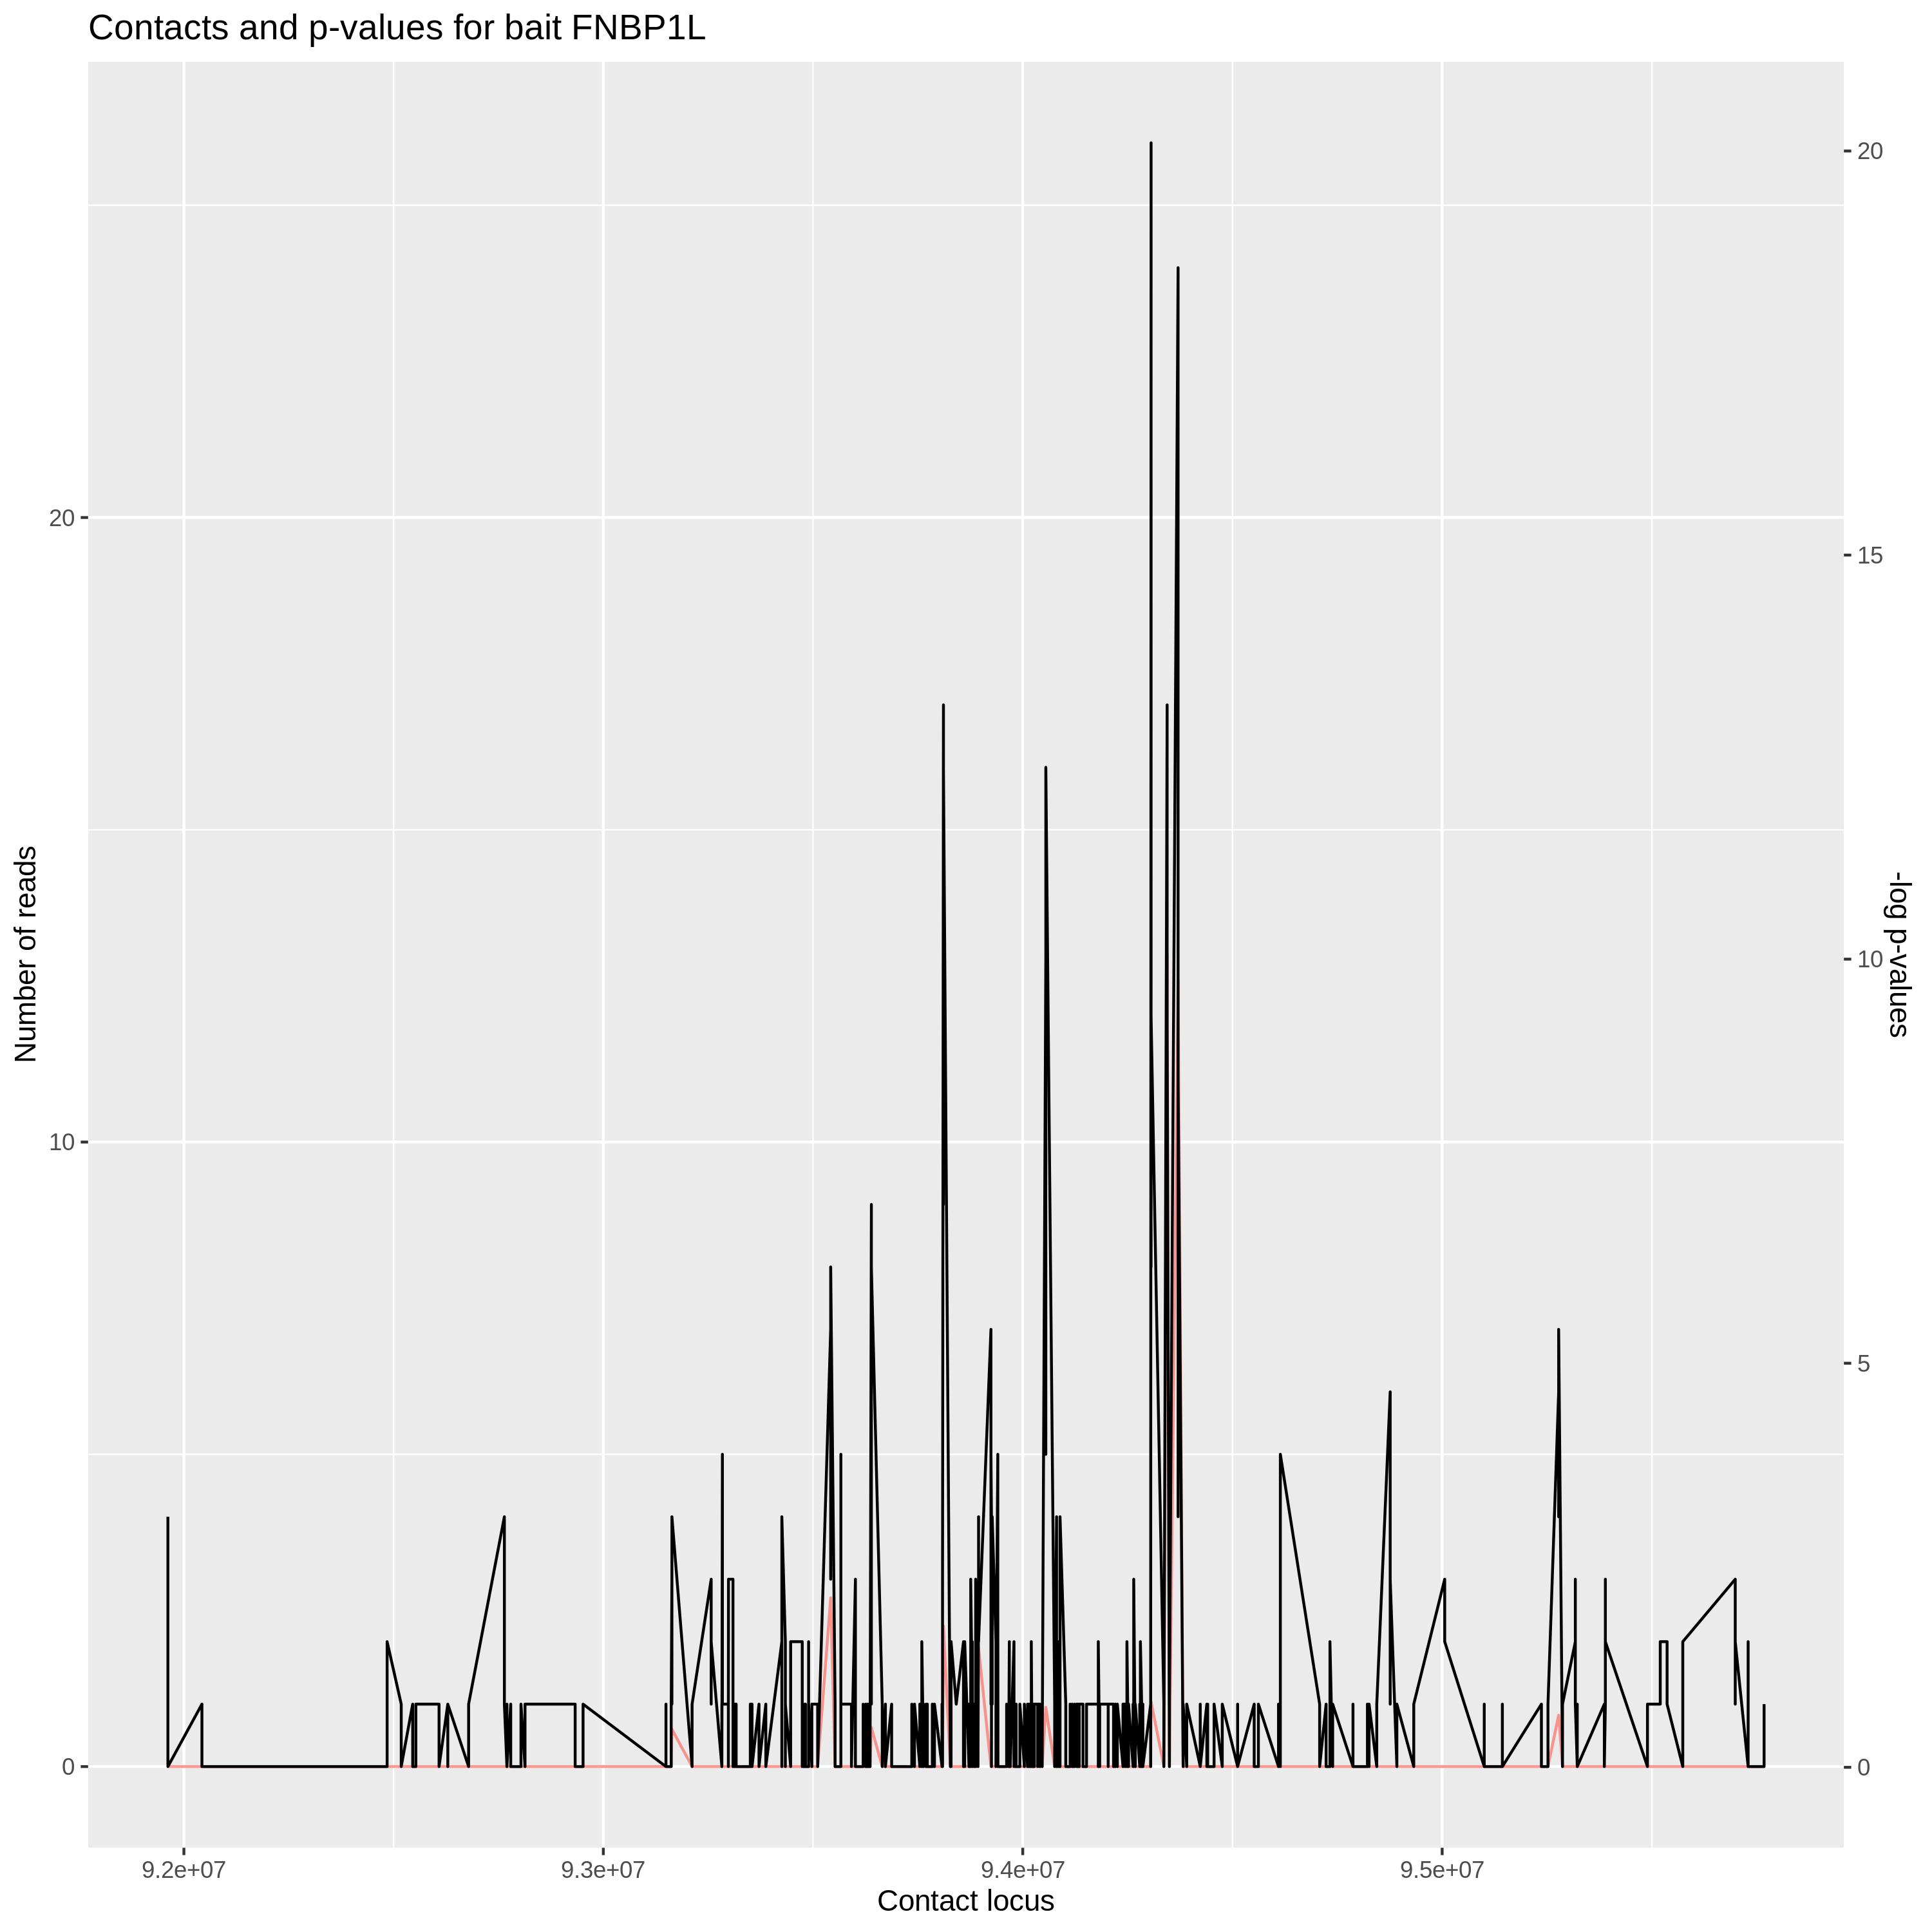 Contacts and p-values for bait FNBP1L
20
20
15
Number of reads
-log p-values
10
10
5
0
0
9.2e+07
9.3e+07
9.4e+07
9.5e+07
Contact locus